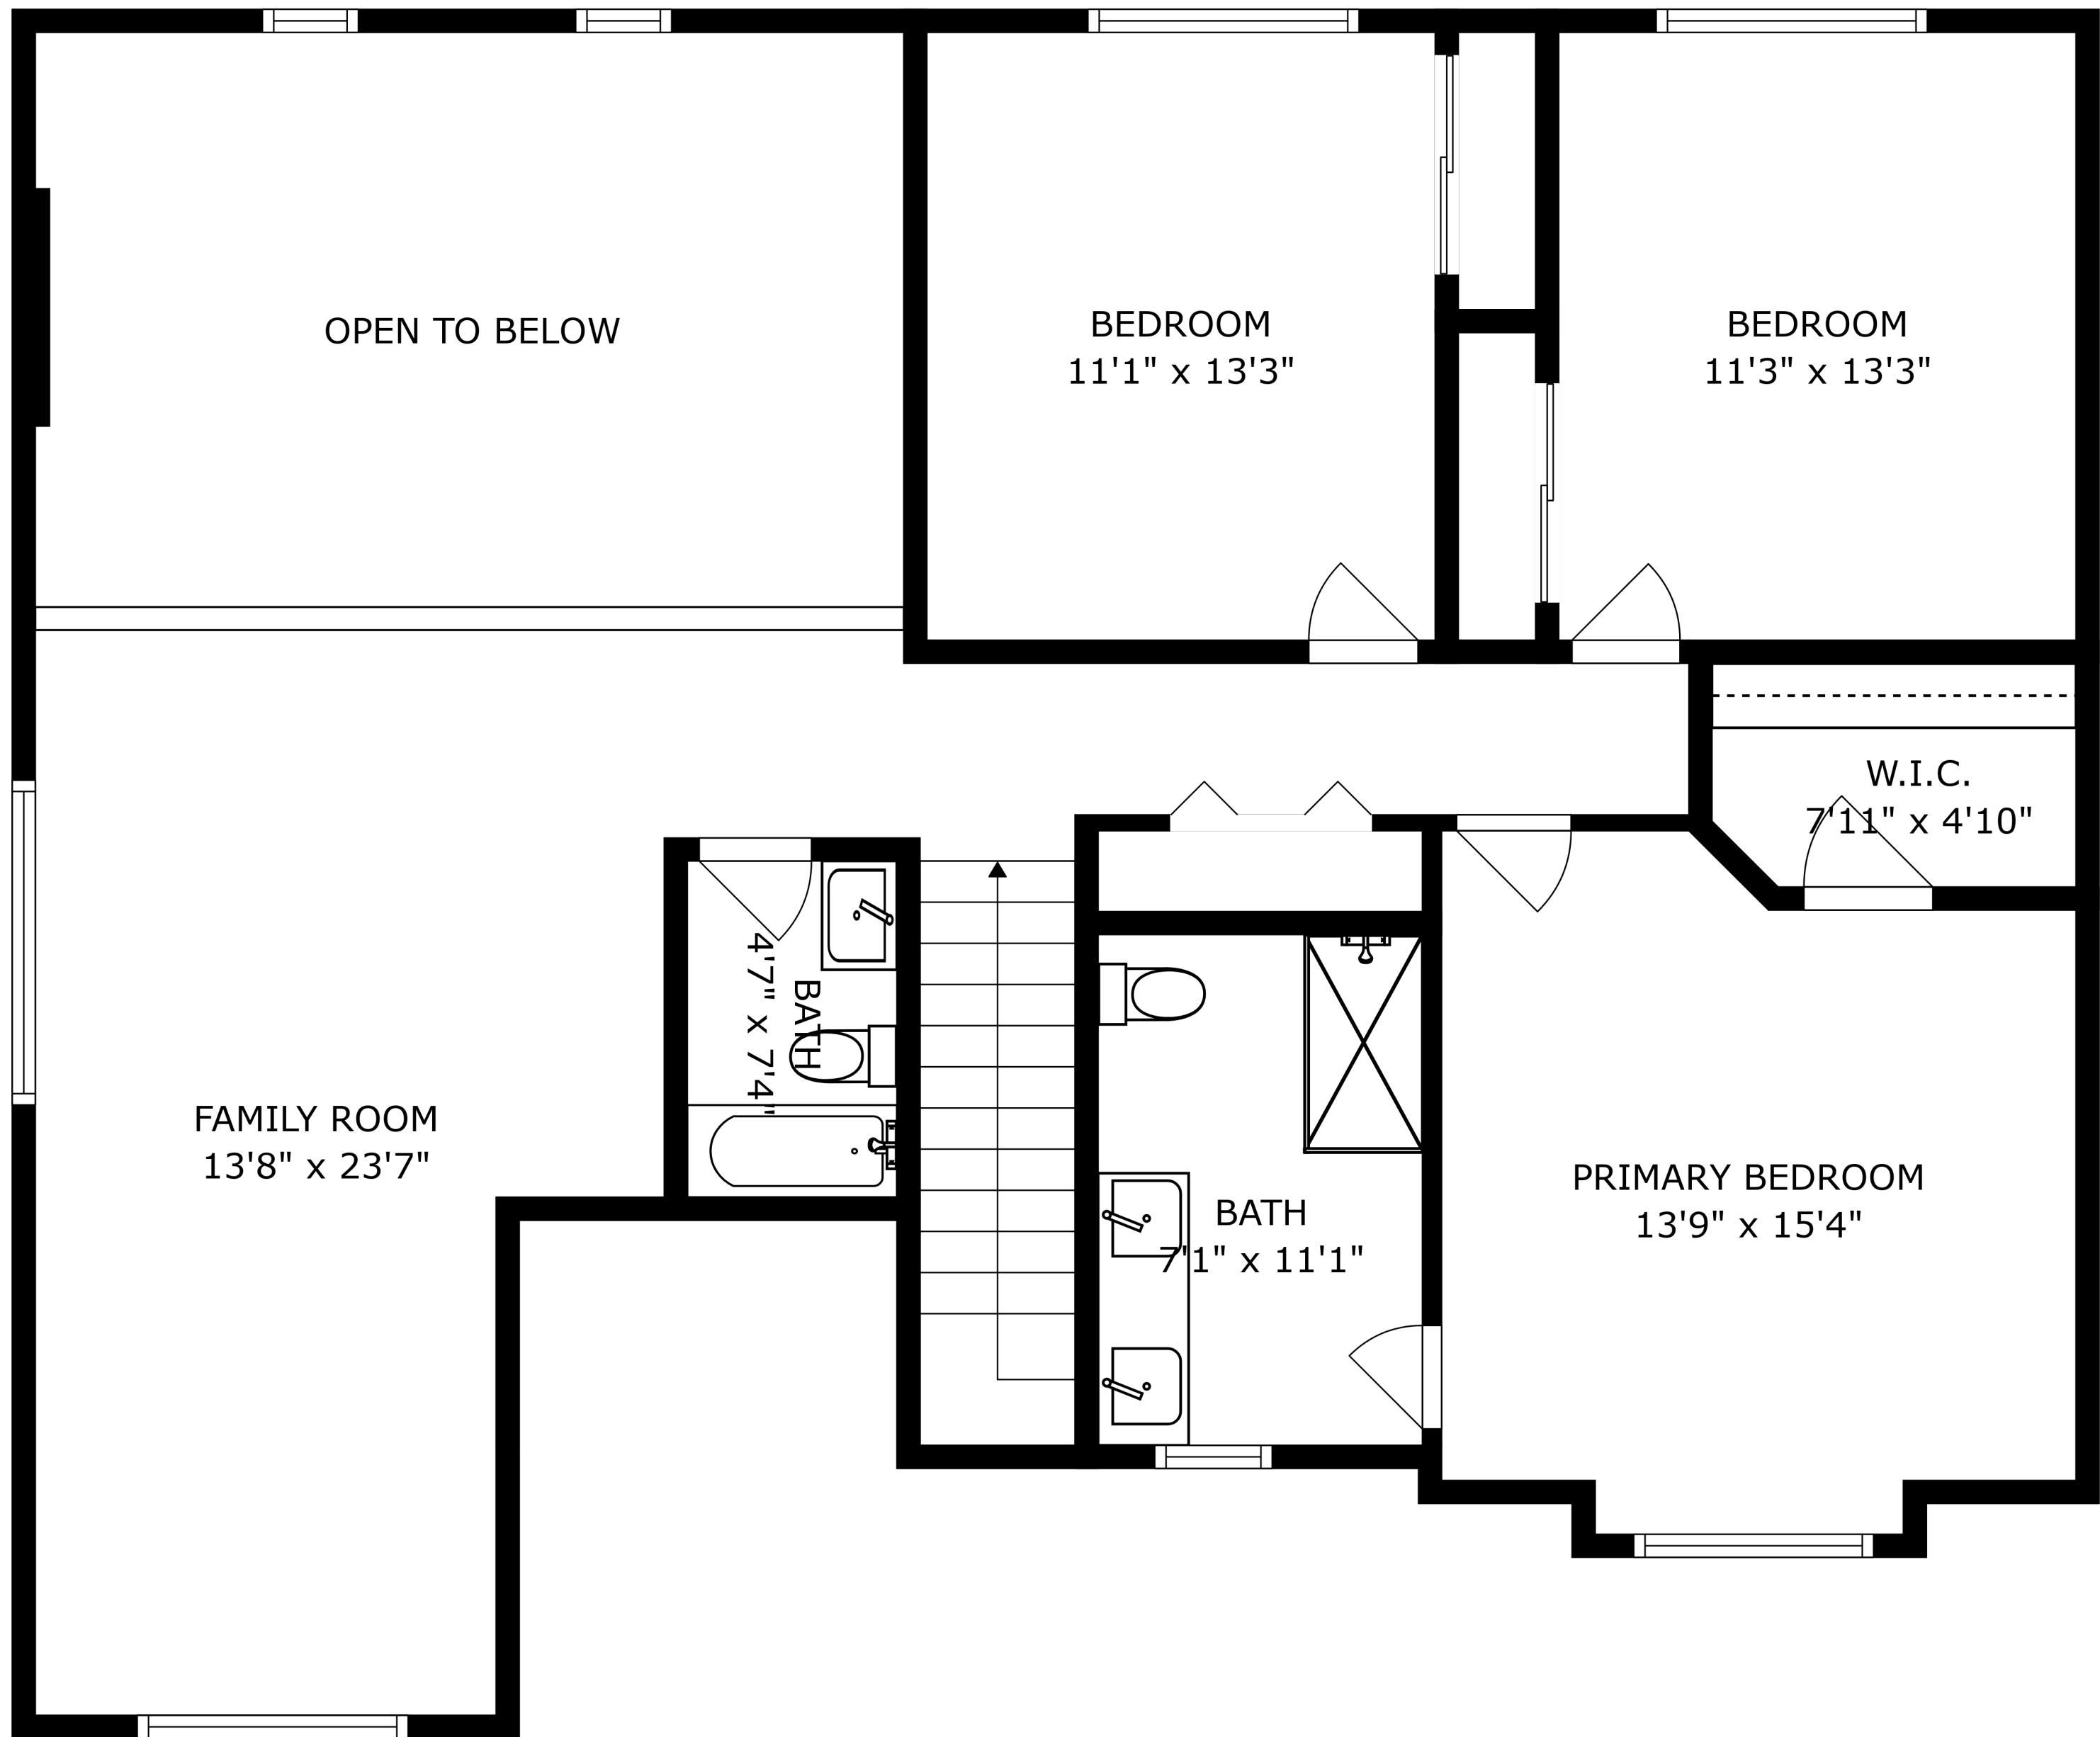 OPEN TO BELOW
BEDROOM
11'1" x 13'3"
BEDROOM
11'3" x 13'3"
W.I.C.
7'11" x 4'10"
BATH
4'7" x 7'4"
FAMILY ROOM
13'8" x 23'7"
BATH
7'1" x 11'1"
PRIMARY BEDROOM
13'9" x 15'4"